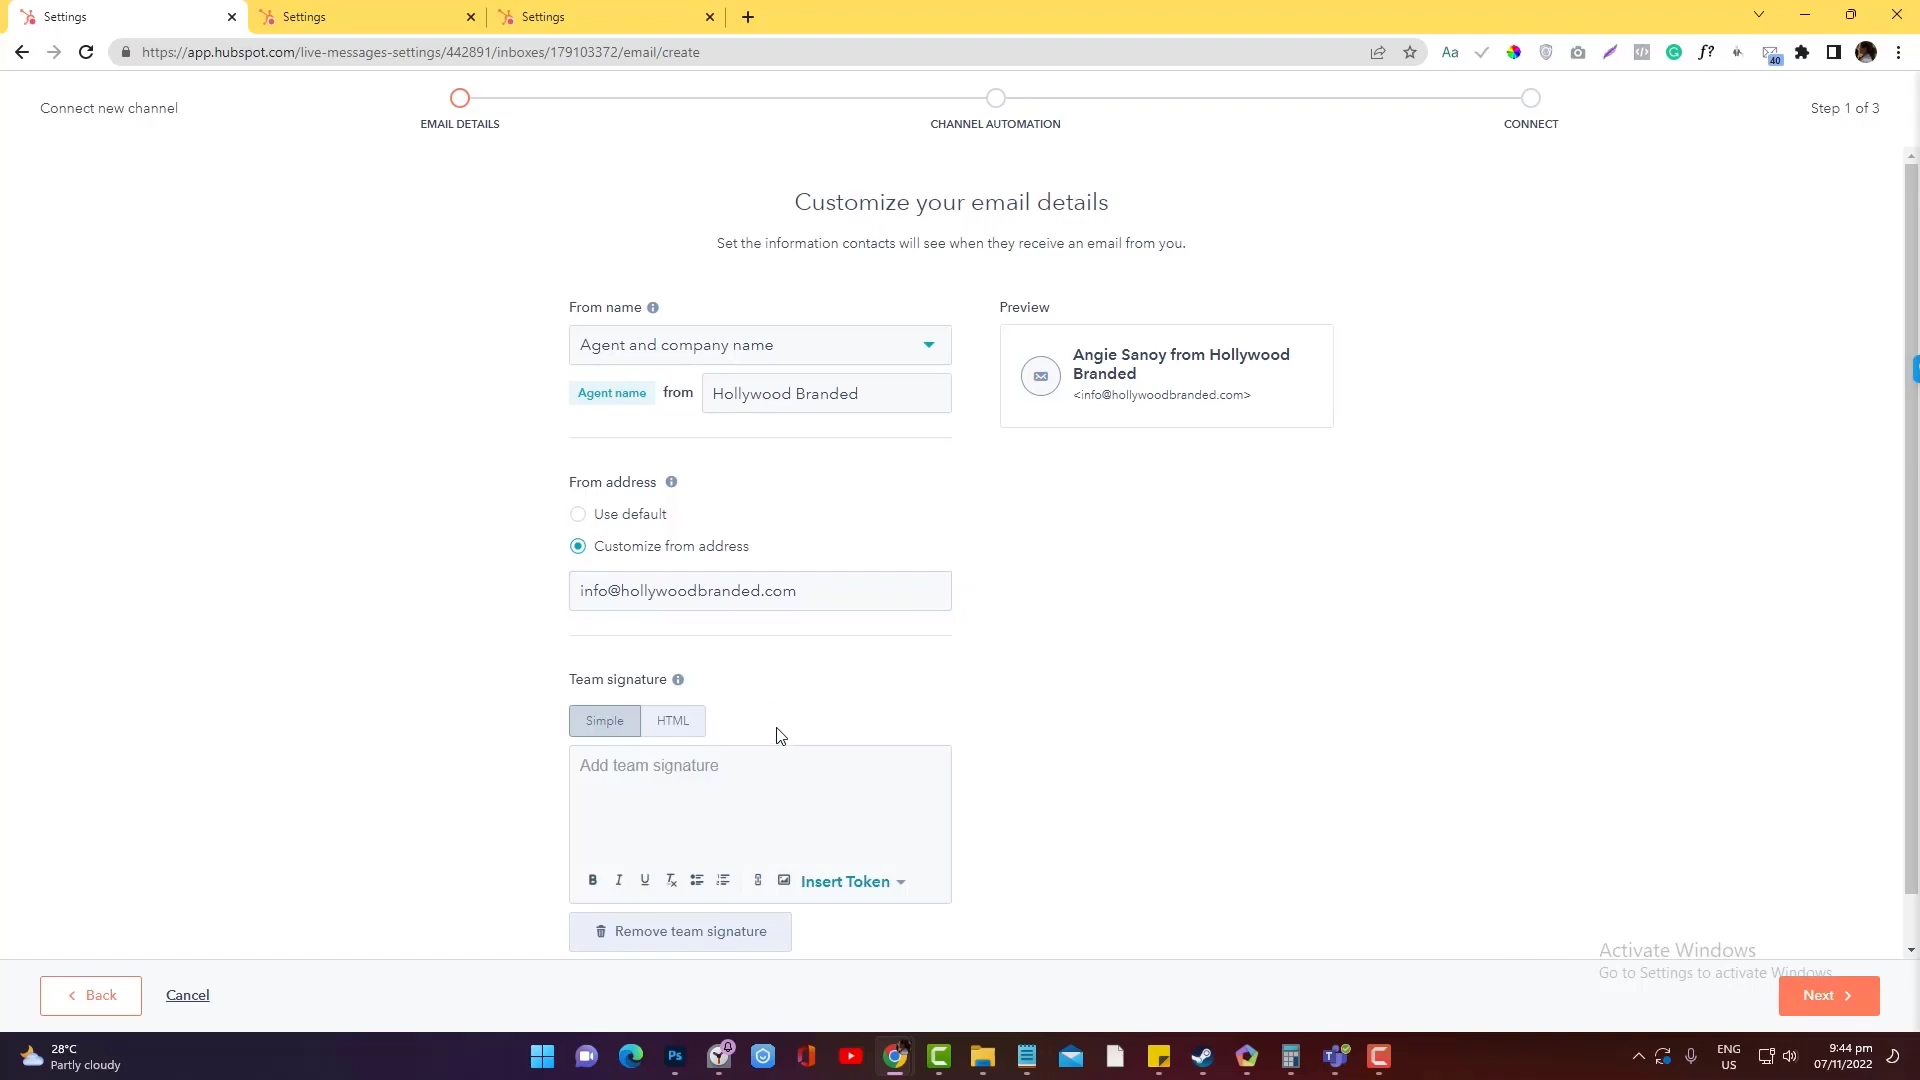 Settings
Settings
Settings
https://app.hubspot.com/live-messages-settings/442891/inboxes/179103372/email/create
Aa
f?
40
Connect new channel
EMAIL DETAILS
CHANNEL AUTOMATION
CONNECT
Step 1 of 3
Customize your email details
Set the information contacts will see when they receive an email from you.
From name
Agent and company name
Agent name from Hollywood Branded
Preview
Angie Sanoy from Hollywood
Branded
<info@hollywoodbranded.com>
From address
Use default
Customize from address
info@hollywoodbranded.com
Team signature
Simple HTML
Add team signature
B I U Tx
Insert Token
Remove team signature
Activate Windows
Go to Settings to activate Windows.
Back
Cancel
Next
28°C
Partly cloudy
Ps
ENG
US
9:44 pm
07/11/2022